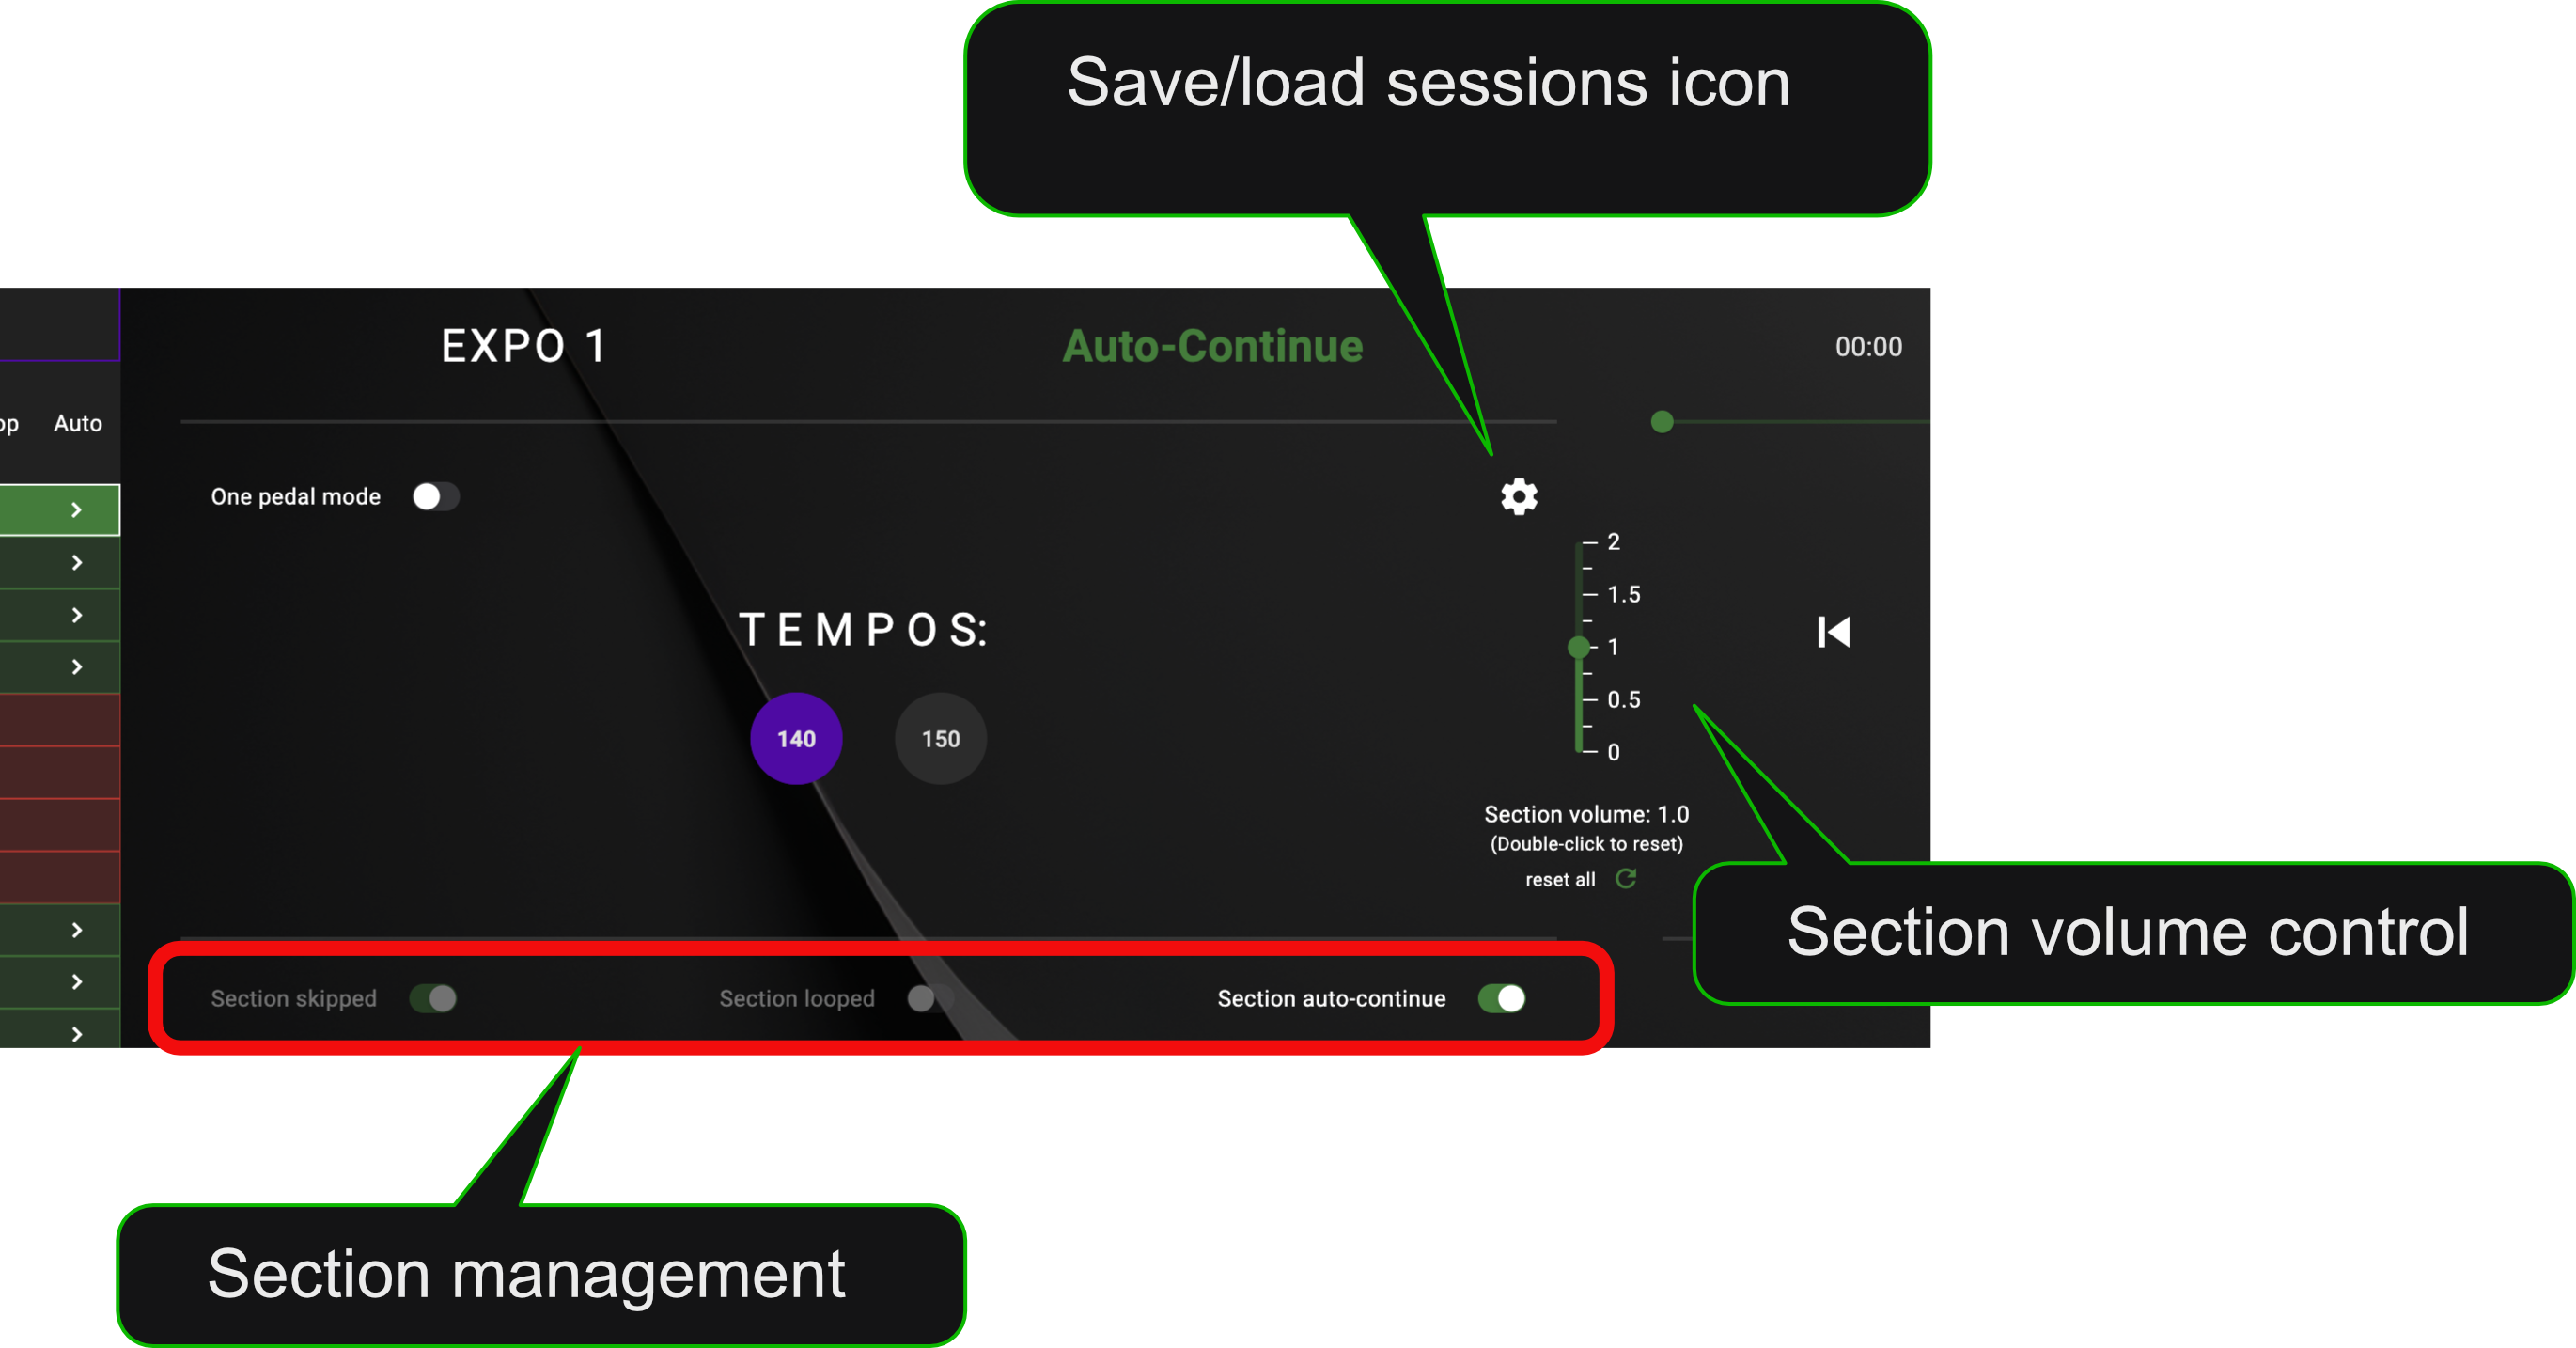 Save/load sessions icon
EXPO 1
Auto-Continue
00:00
Auto
One pedal mode
TEMPOS:
140
150
2
1.5
1
0.5
0
Section volume: 1.0
(Double-click to reset)
reset all
Section volume control
Section skipped
Section looped
Section auto-continue
Section management